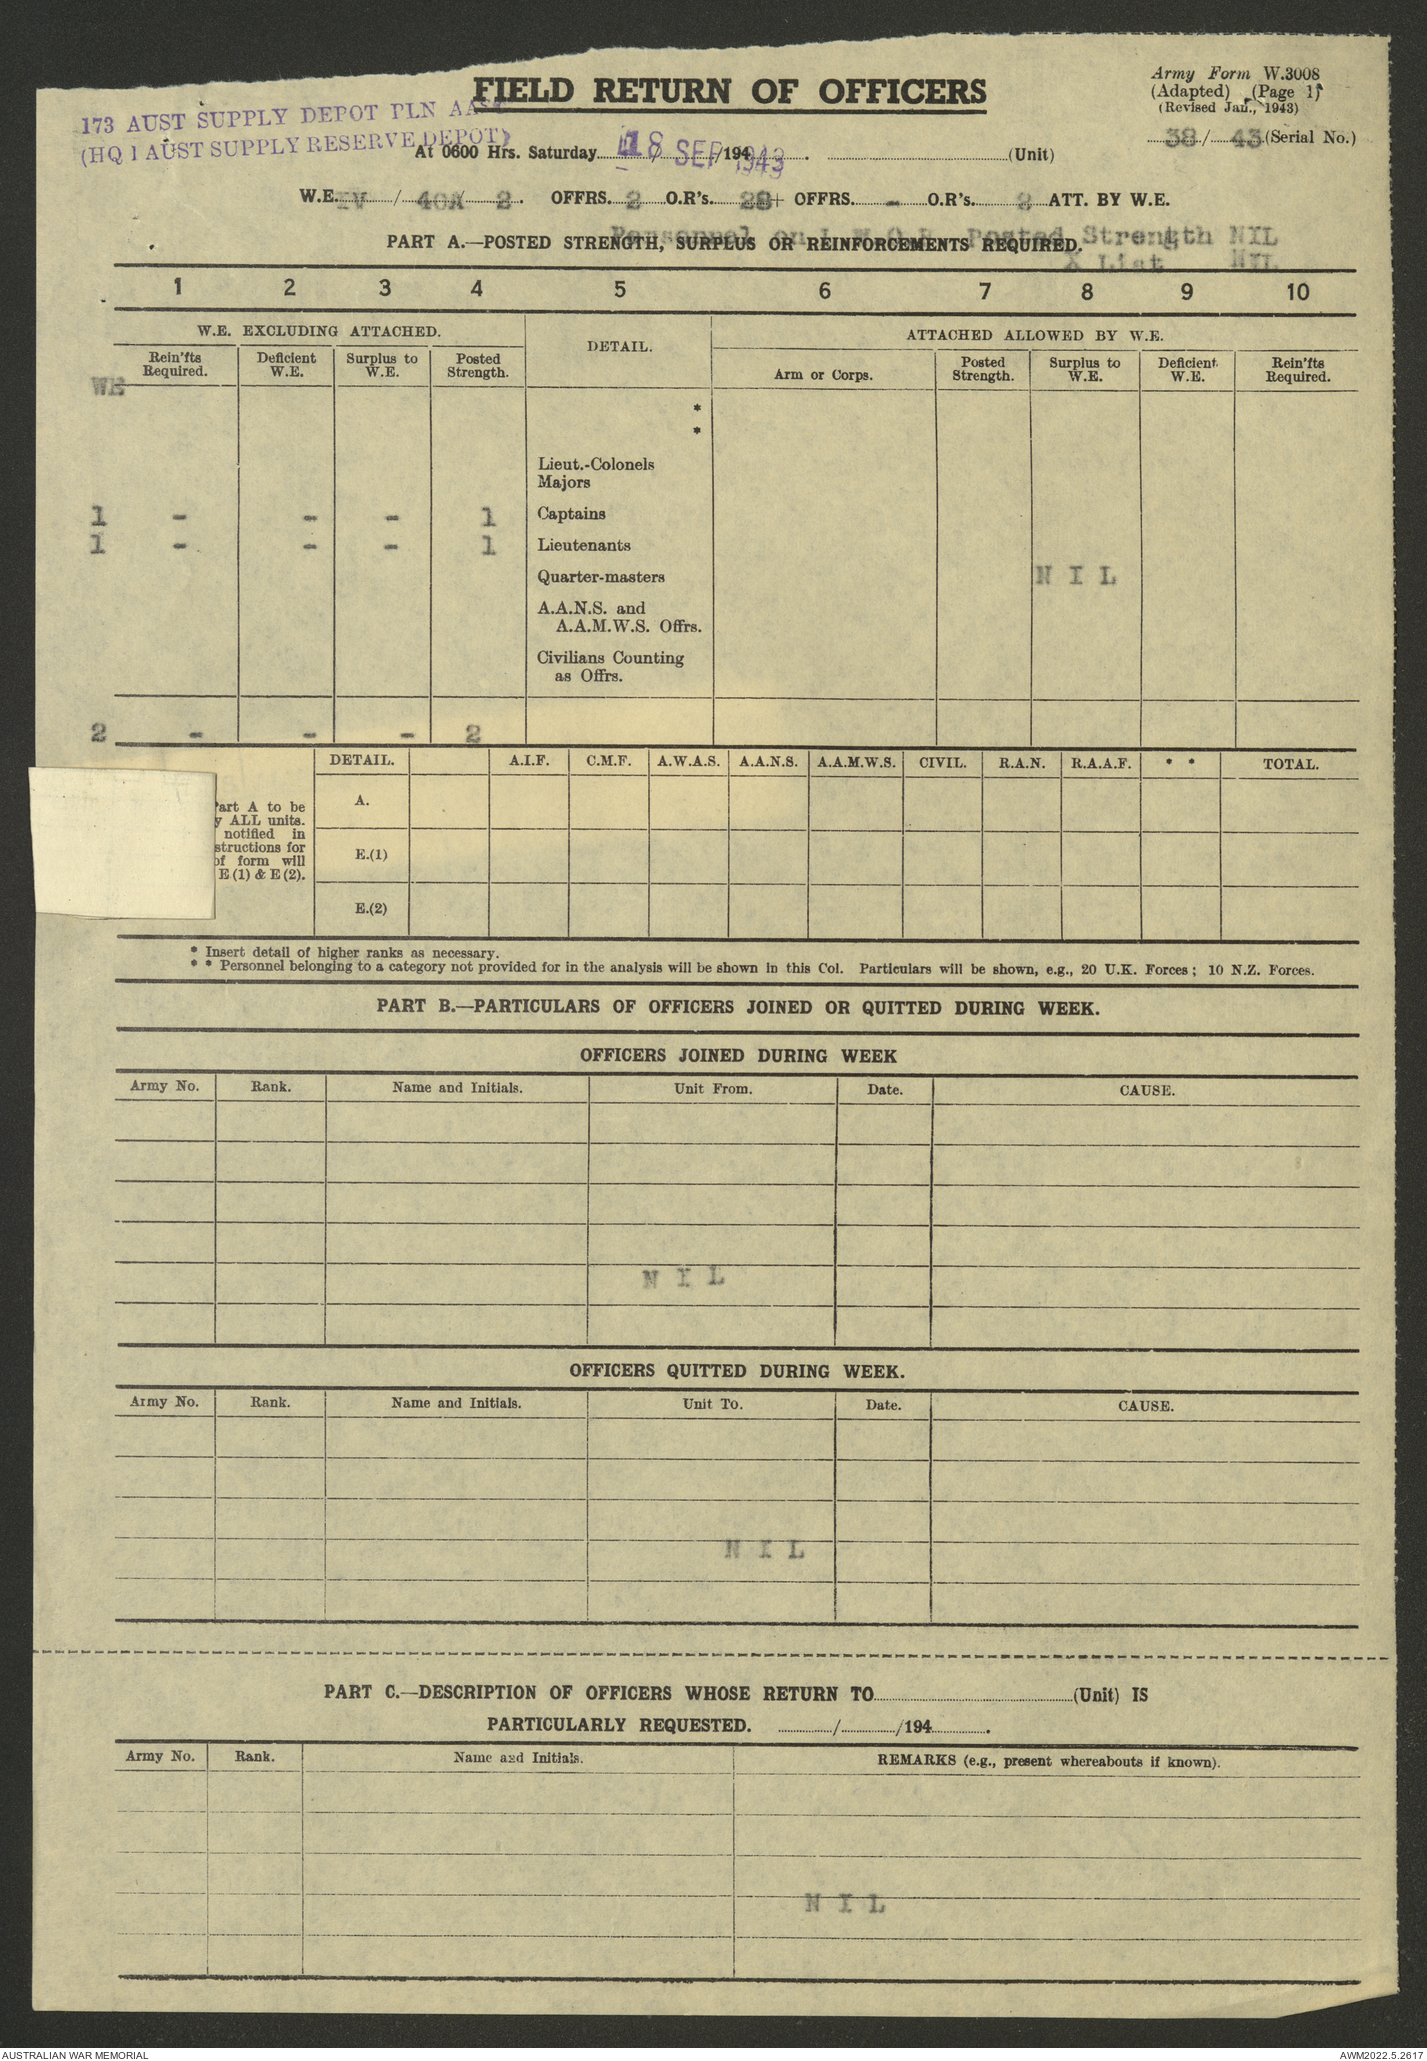 FIELD RETURN OF OFFICERS
Army Form W.3008
(Adapted) (Page 1)
(Revised Jan., 1943)
173 AUST SUPPLY DEPOT PLN AASC
(HQ 1 AUST SUPPLY RESERVE DEPOT)
38/43 (Serial No.)
At 0600 Hrs. Saturday 18 SEP 1943 /194 . (Unit)
W.E. IV / 40A / 2 . OFFRS. 2 O.R's. 28 + OFFRS. - O.R's. 2 ATT. BY W.E.
Personnel on Posted Strength NIL
PART A.—POSTED STRENGTH, SURPLUS OR REINFORCEMENTS REQUIRED.
X List NIL
1 2 3 4 5 6 7 8 9 10
W.E. EXCLUDING ATTACHED. DETAIL. ATTACHED ALLOWED BY W.E.
Rein'fts Required. Deficient W.E. Surplus to W.E. Posted Strength. Arm or Corps. Posted Strength. Surplus to W.E. Deficient W.E. Rein'fts Required.
WE
*
*
Lieut.-Colonels
Majors
1 - - - 1 Captains
1 - - - 1 Lieutenants
Quarter-masters NIL
A.A.N.S. and
A.A.M.W.S. Offrs.
Civilians Counting
as Offrs.
2 - - - 2
DETAIL. A.I.F. C.M.F. A.W.A.S. A.A.N.S. A.A.M.W.S. CIVIL. R.A.N. R.A.A.F. * * TOTAL.
Part A to be
y ALL units.
notified in
structions for
of form will
E (1) & E (2).
A.
E.(1)
E.(2)
* Insert detail of higher ranks as necessary.
* * Personnel belonging to a category not provided for in the analysis will be shown in this Col. Particulars will be shown, e.g., 20 U.K. Forces; 10 N.Z. Forces.
PART B.—PARTICULARS OF OFFICERS JOINED OR QUITTED DURING WEEK.
OFFICERS JOINED DURING WEEK
Army No. Rank. Name and Initials. Unit From. Date. CAUSE.
NIL
OFFICERS QUITTED DURING WEEK.
Army No. Rank. Name and Initials. Unit To. Date. CAUSE.
NIL
PART C.—DESCRIPTION OF OFFICERS WHOSE RETURN TO (Unit) IS
PARTICULARLY REQUESTED. / /194 .
Army No. Rank. Name and Initials. REMARKS (e.g., present whereabouts if known).
NIL
AUSTRALIAN WAR MEMORIAL
AWM2022.5.2617